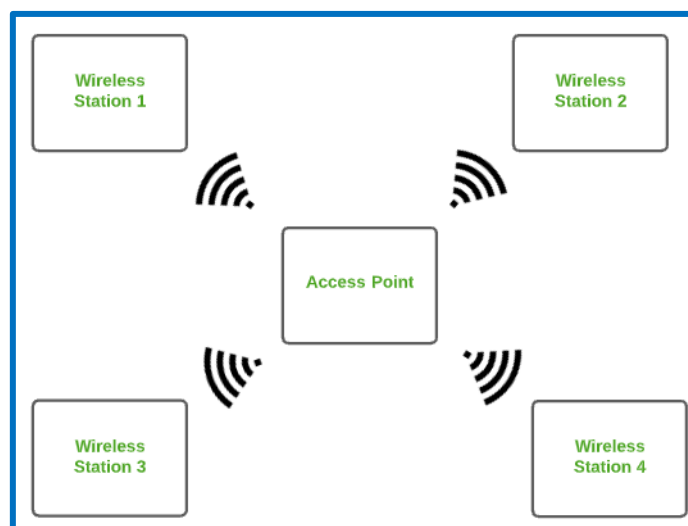 Wireless
Station 1
Wireless
Station 2
Access Point
Wireless
Station 3
Wireless
Station 4